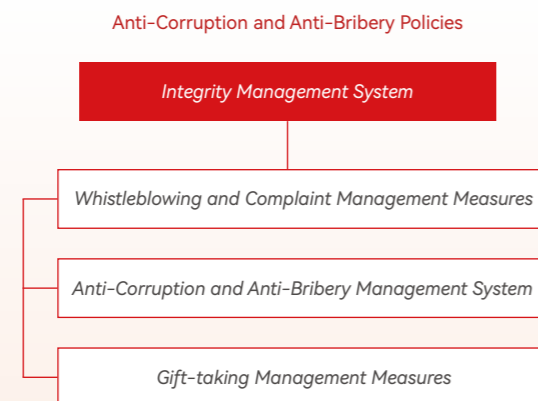 Anti-Corruption and Anti-Bribery Policies
Integrity Management System
Whistleblowing and Complaint Management Measures
Anti-Corruption and Anti-Bribery Management System
Gift-taking Management Measures